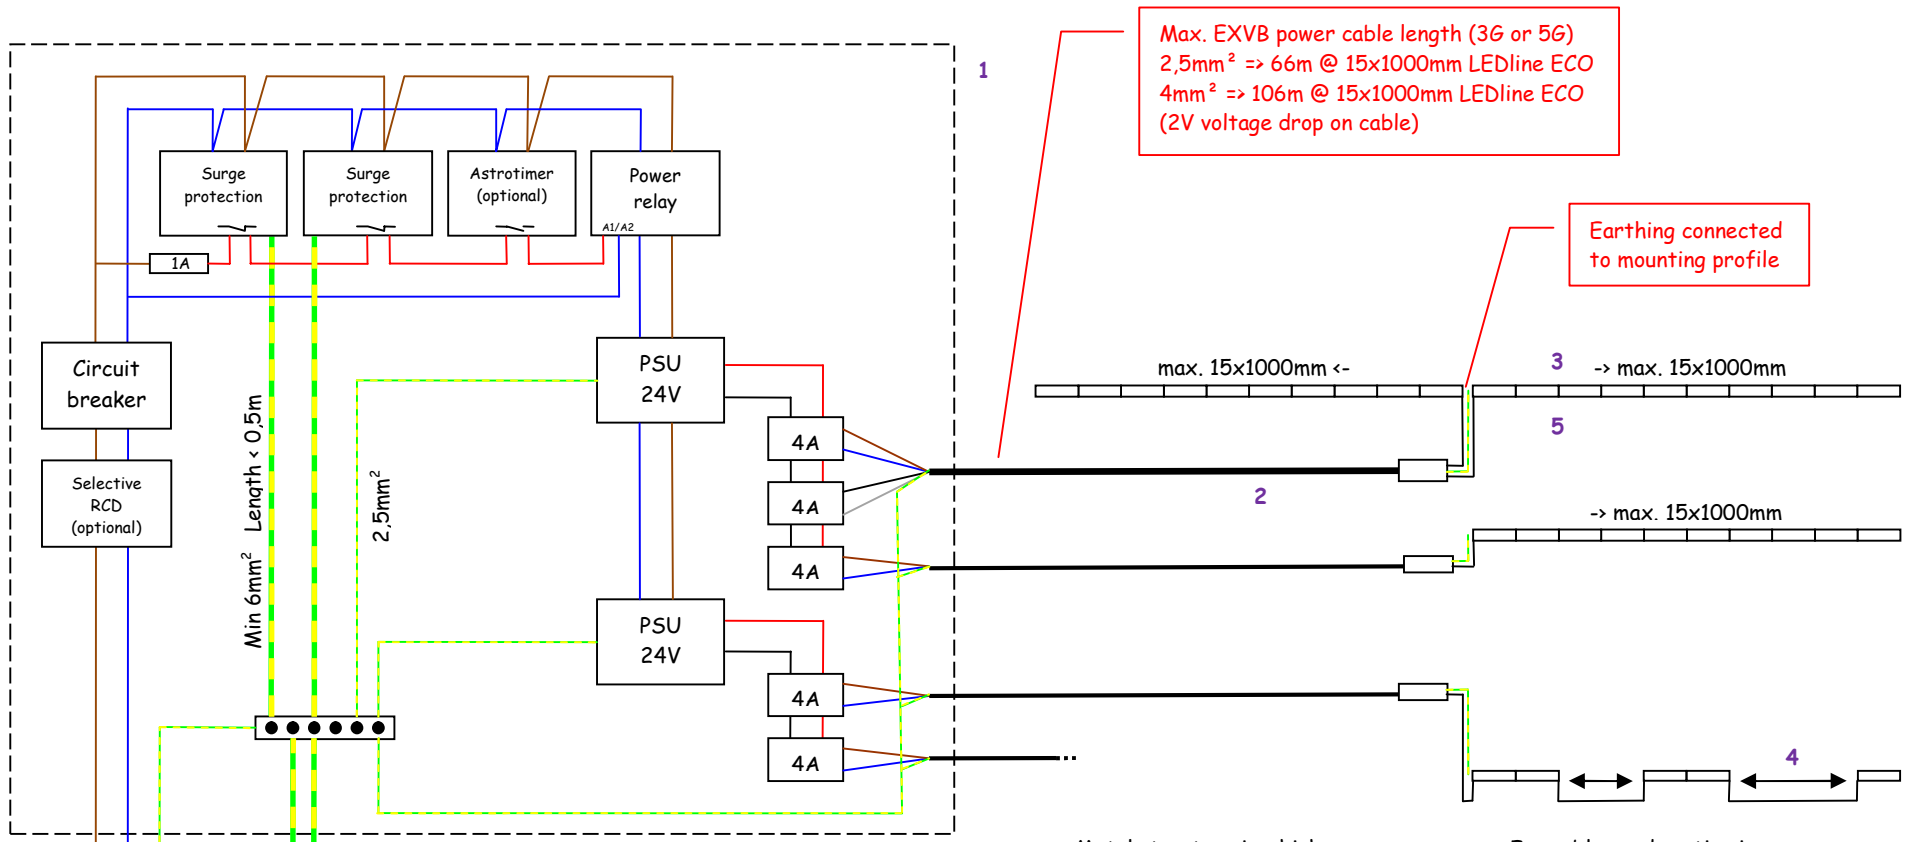 1
Max. EXVB power cable length (3G or 5G)
2,5mm² => 66m @ 15x1000mm LEDline ECO
4mm² => 106m @ 15x1000mm LEDline ECO
(2V voltage drop on cable)
Surge
protection
Surge
protection
Astrotimer
(optional)
Power
relay
A1/A2
1A
Earthing connected
to mounting profile
Circuit
breaker
Selective
RCD
(optional)
Min 6mm² Length < 0,5m
2,5mm²
PSU
24V
4A
4A
4A
PSU
24V
4A
4A
max. 15x1000mm <-
3
-> max. 15x1000mm
5
2
-> max. 15x1000mm
4